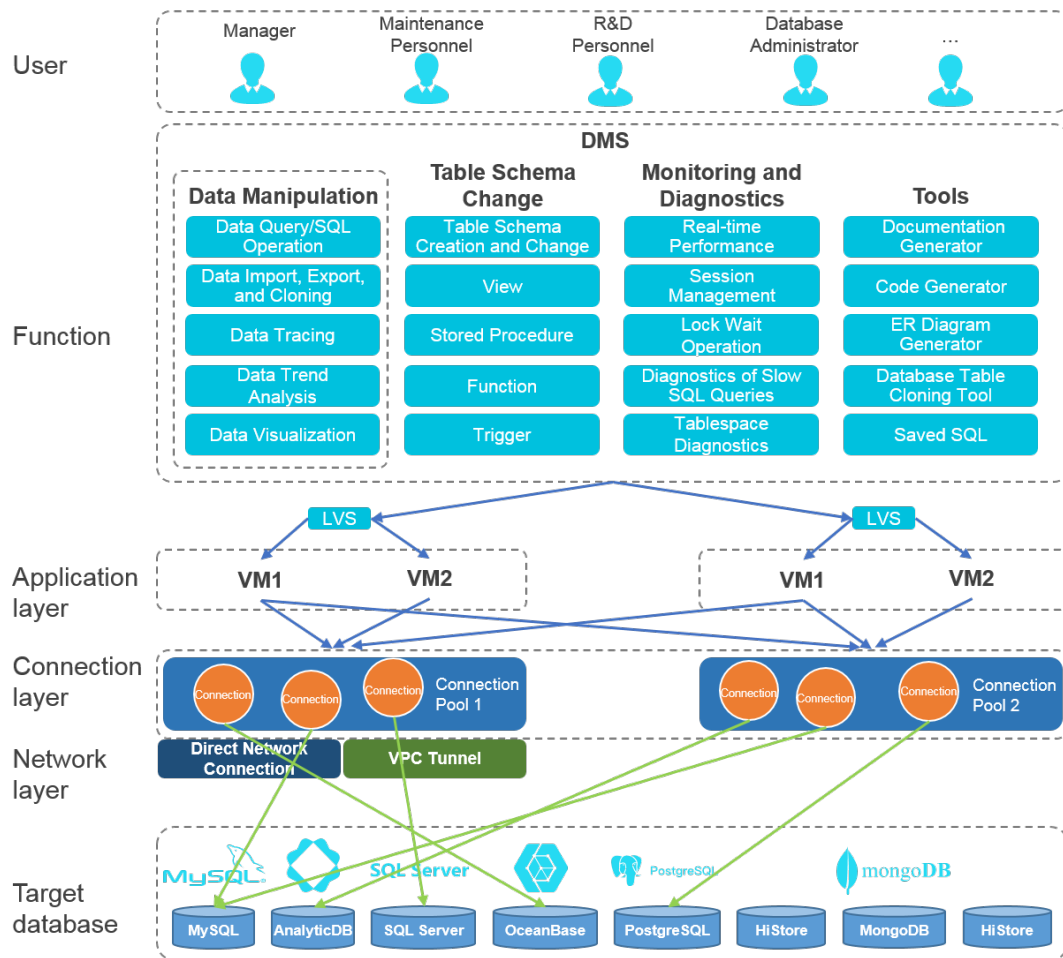 User
Manager
Maintenance
Personnel
R&D
Personnel
Database
Administrator
...
Function
DMS
Data Manipulation
Data Query/SQL
Operation
Data Import, Export,
and Cloning
Data Tracing
Data Trend
Analysis
Data Visualization
Table Schema
Change
Table Schema
Creation and Change
View
Stored Procedure
Function
Trigger
Monitoring and
Diagnostics
Real-time
Performance
Session
Management
Lock Wait
Operation
Diagnostics of Slow
SQL Queries
Tablespace
Diagnostics
Tools
Documentation
Generator
Code Generator
ER Diagram
Generator
Database Table
Cloning Tool
Saved SQL
LVS
LVS
Application
layer
VM1
VM2
VM1
VM2
Connection
layer
Connection
Connection
Connection
Connection
Pool 1
Connection
Connection
Connection
Connection
Pool 2
Network
layer
Direct Network
Connection
VPC Tunnel
Target
database
MySQL
SQL Server
PostgreSQL
mongoDB
MySQL
AnalyticDB
SQL Server
OceanBase
PostgreSQL
HiStore
MongoDB
HiStore